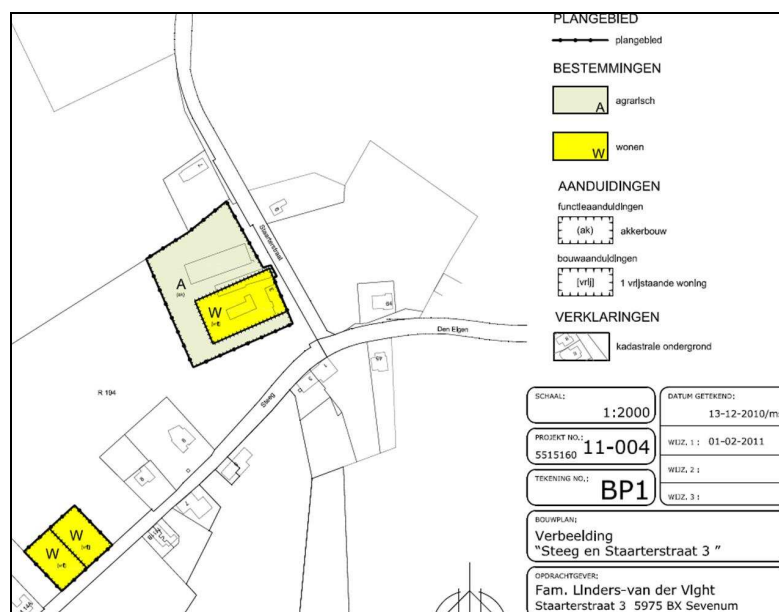 PLANGEBIED
plangebied
BESTEMMINGEN
A
agrarisch
W
wonen
AANDUIDINGEN
functieaanduidingen
(ak)
akkerbouw
bouwaanduidingen
[vrij]
1 vrijstaande woning
VERKLARINGEN
kadastrale ondergrond
Staarterstraat
A
(ak)
W
Den Eigen
Steeg
R 194
W
W
SCHAAL:
1:2000
DATUM GETEKEND:
13-12-2010/m
PROJEKT NO.:
5515160 11-004
WIJZ. 1 : 01-02-2011
WIJZ. 2 :
TEKENING NO.:
BP1
WIJZ. 3 :
BOUWPLAN:
Verbeelding
"Steeg en Staarterstraat 3 "
OPDRACHTGEVER:
Fam. Linders-van der Vight
Staarterstraat 3 5975 BX Sevenum